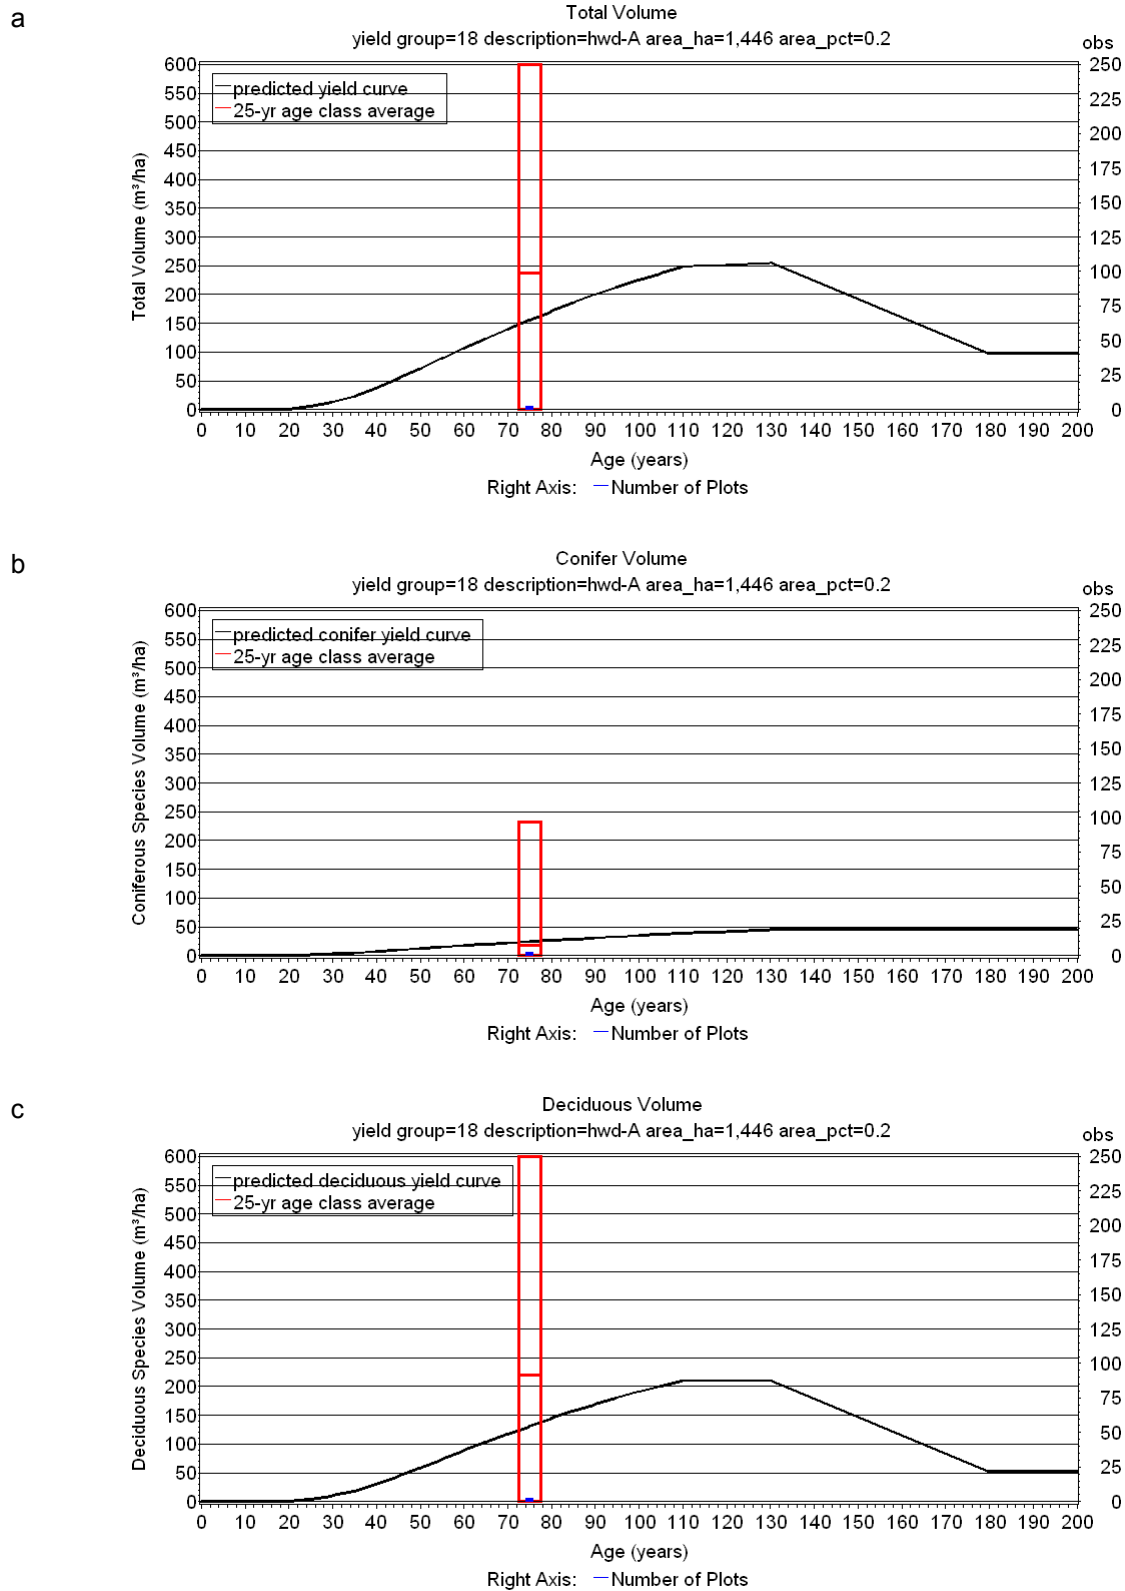 a
Total Volume
yield group=18 description=hwd-A area_ha=1,446 area_pct=0.2
obs
predicted yield curve
25-yr age class average
Total Volume (m³/ha)
600
550
500
450
400
350
300
250
200
150
100
50
0
250
225
200
175
150
125
100
75
50
25
0
0 10 20 30 40 50 60 70 80 90 100 110 120 130 140 150 160 170 180 190 200
Age (years)
Right Axis: —Number of Plots
b
Conifer Volume
yield group=18 description=hwd-A area_ha=1,446 area_pct=0.2
obs
predicted conifer yield curve
25-yr age class average
Coniferous Species Volume (m³/ha)
600
550
500
450
400
350
300
250
200
150
100
50
0
250
225
200
175
150
125
100
75
50
25
0
0 10 20 30 40 50 60 70 80 90 100 110 120 130 140 150 160 170 180 190 200
Age (years)
Right Axis: —Number of Plots
c
Deciduous Volume
yield group=18 description=hwd-A area_ha=1,446 area_pct=0.2
obs
predicted deciduous yield curve
25-yr age class average
Deciduous Species Volume (m³/ha)
600
550
500
450
400
350
300
250
200
150
100
50
0
250
225
200
175
150
125
100
75
50
25
0
0 10 20 30 40 50 60 70 80 90 100 110 120 130 140 150 160 170 180 190 200
Age (years)
Right Axis: —Number of Plots